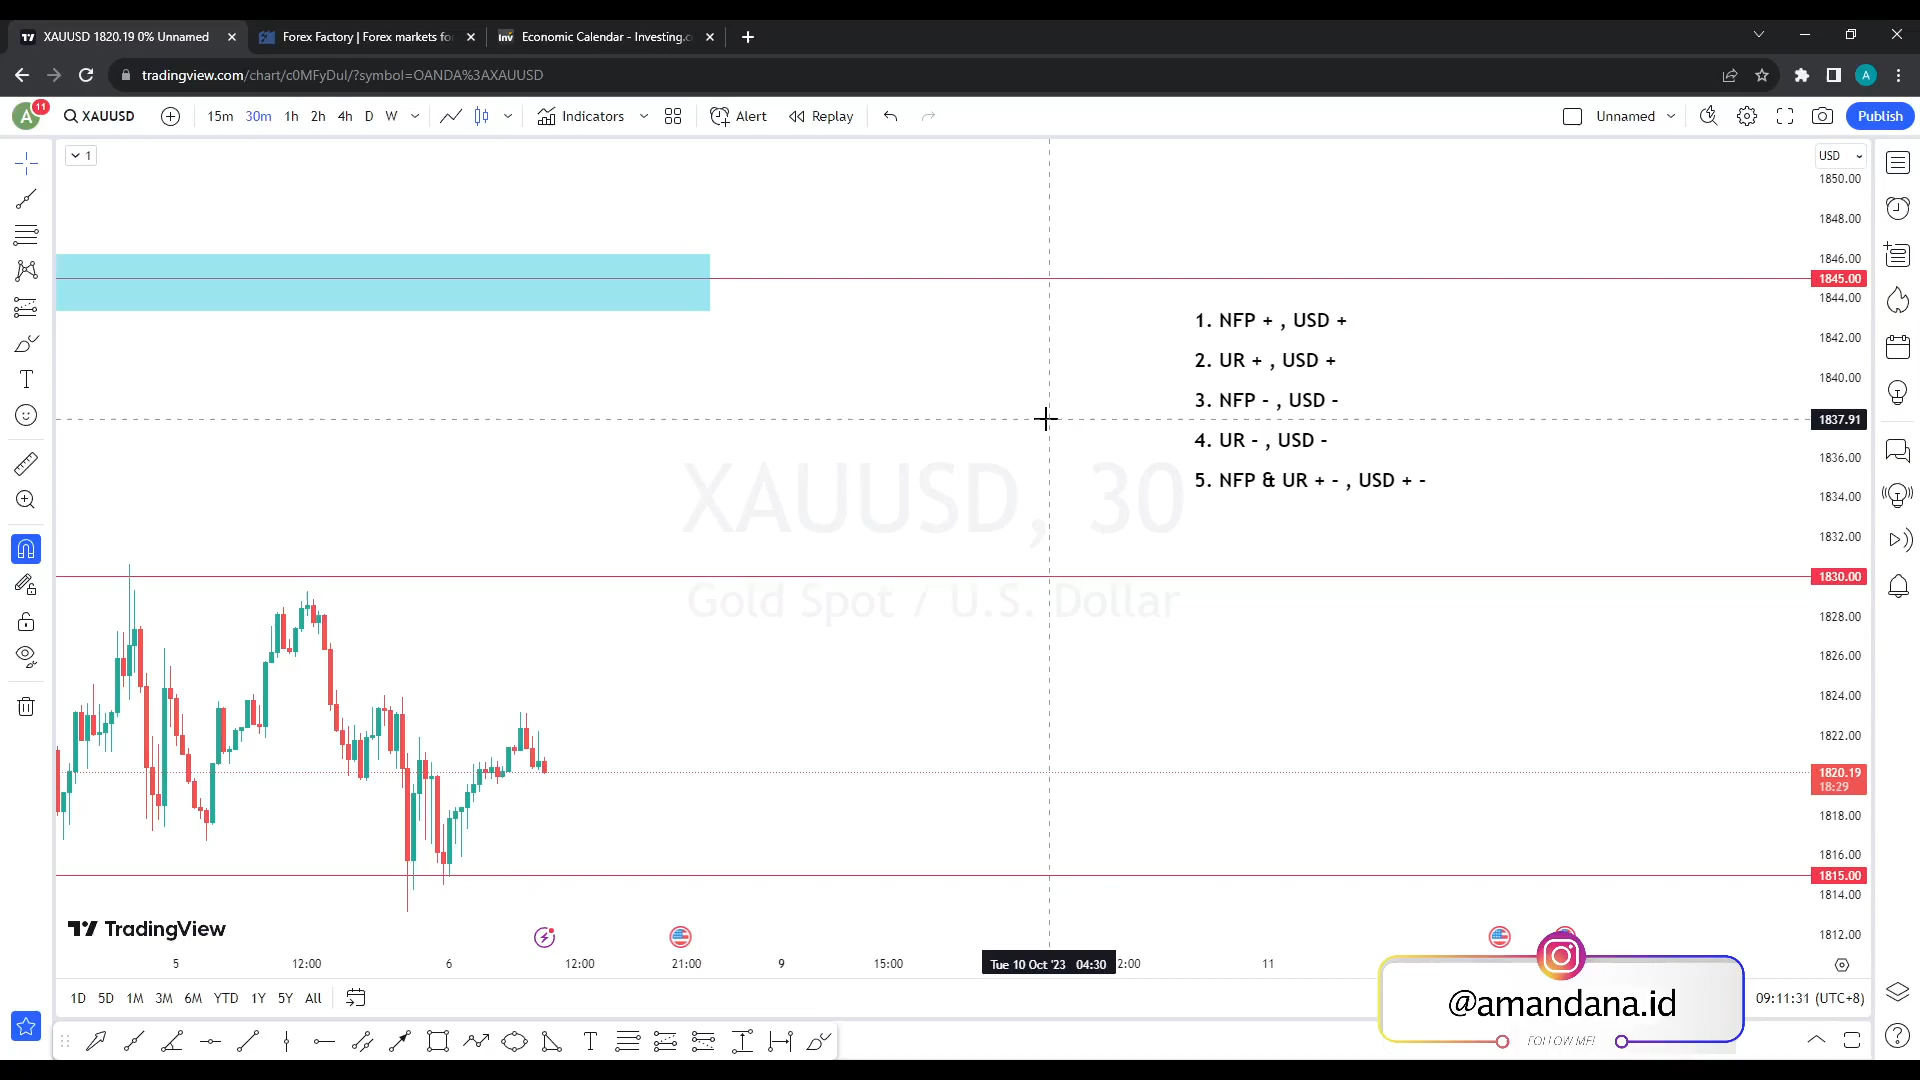 XAUUSD 1820.19 0% Unnamed
Forex Factory | Forex markets fo
Inv
Economic Calendar - Investing.c
tradingview.com/chart/c0MFyDul/?symbol=OANDA%3AXAUUSD
A
A
11
XAUUSD
15m 30m 1h 2h 4h D W
Indicators
Alert
Replay
Unnamed
Publish
1
USD
1850.00
1848.00
1846.00
1845.00
1844.00
1842.00
1840.00
1837.91
1836.00
1834.00
1832.00
1830.00
1828.00
1826.00
1824.00
1822.00
1820.19
18:29
1818.00
1816.00
1815.00
1814.00
1812.00
1. NFP + , USD +
2. UR + , USD +
3. NFP - , USD -
4. UR - , USD -
5. NFP & UR + - , USD + -
XAUUSD, 30
Gold Spot / U.S. Dollar
TradingView
5 12:00 6 12:00 21:00 9 15:00 Tue 10 Oct '23 04:30 2:00 11
1D 5D 1M 3M 6M YTD 1Y 5Y All
09:11:31 (UTC+8)
@amandana.id
FOLLOW ME!